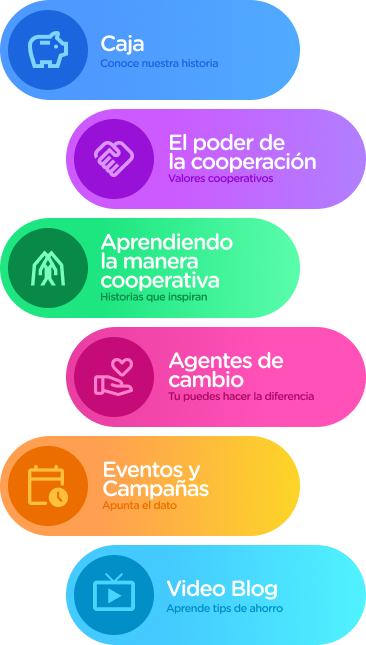 Caja
Conoce nuestra historia
El poder de
la cooperación
Valores cooperativos
Aprendiendo
la manera
cooperativa
Historias que inspiran
Agentes de
cambio
Tu puedes hacer la diferencia
Eventos y
Campañas
Apunta el dato
Video Blog
Aprende tips de ahorro